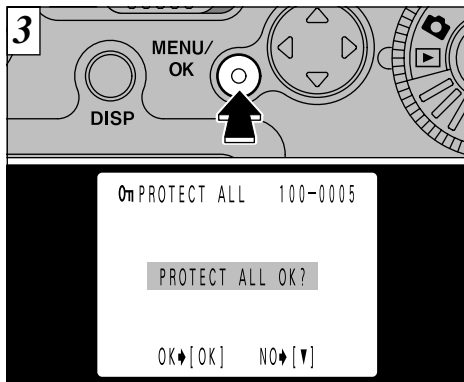 3
MENU/
OK
DISP
PROTECT ALL 100-0005
PROTECT ALL OK?
OK➧[OK] NO➧[▼]